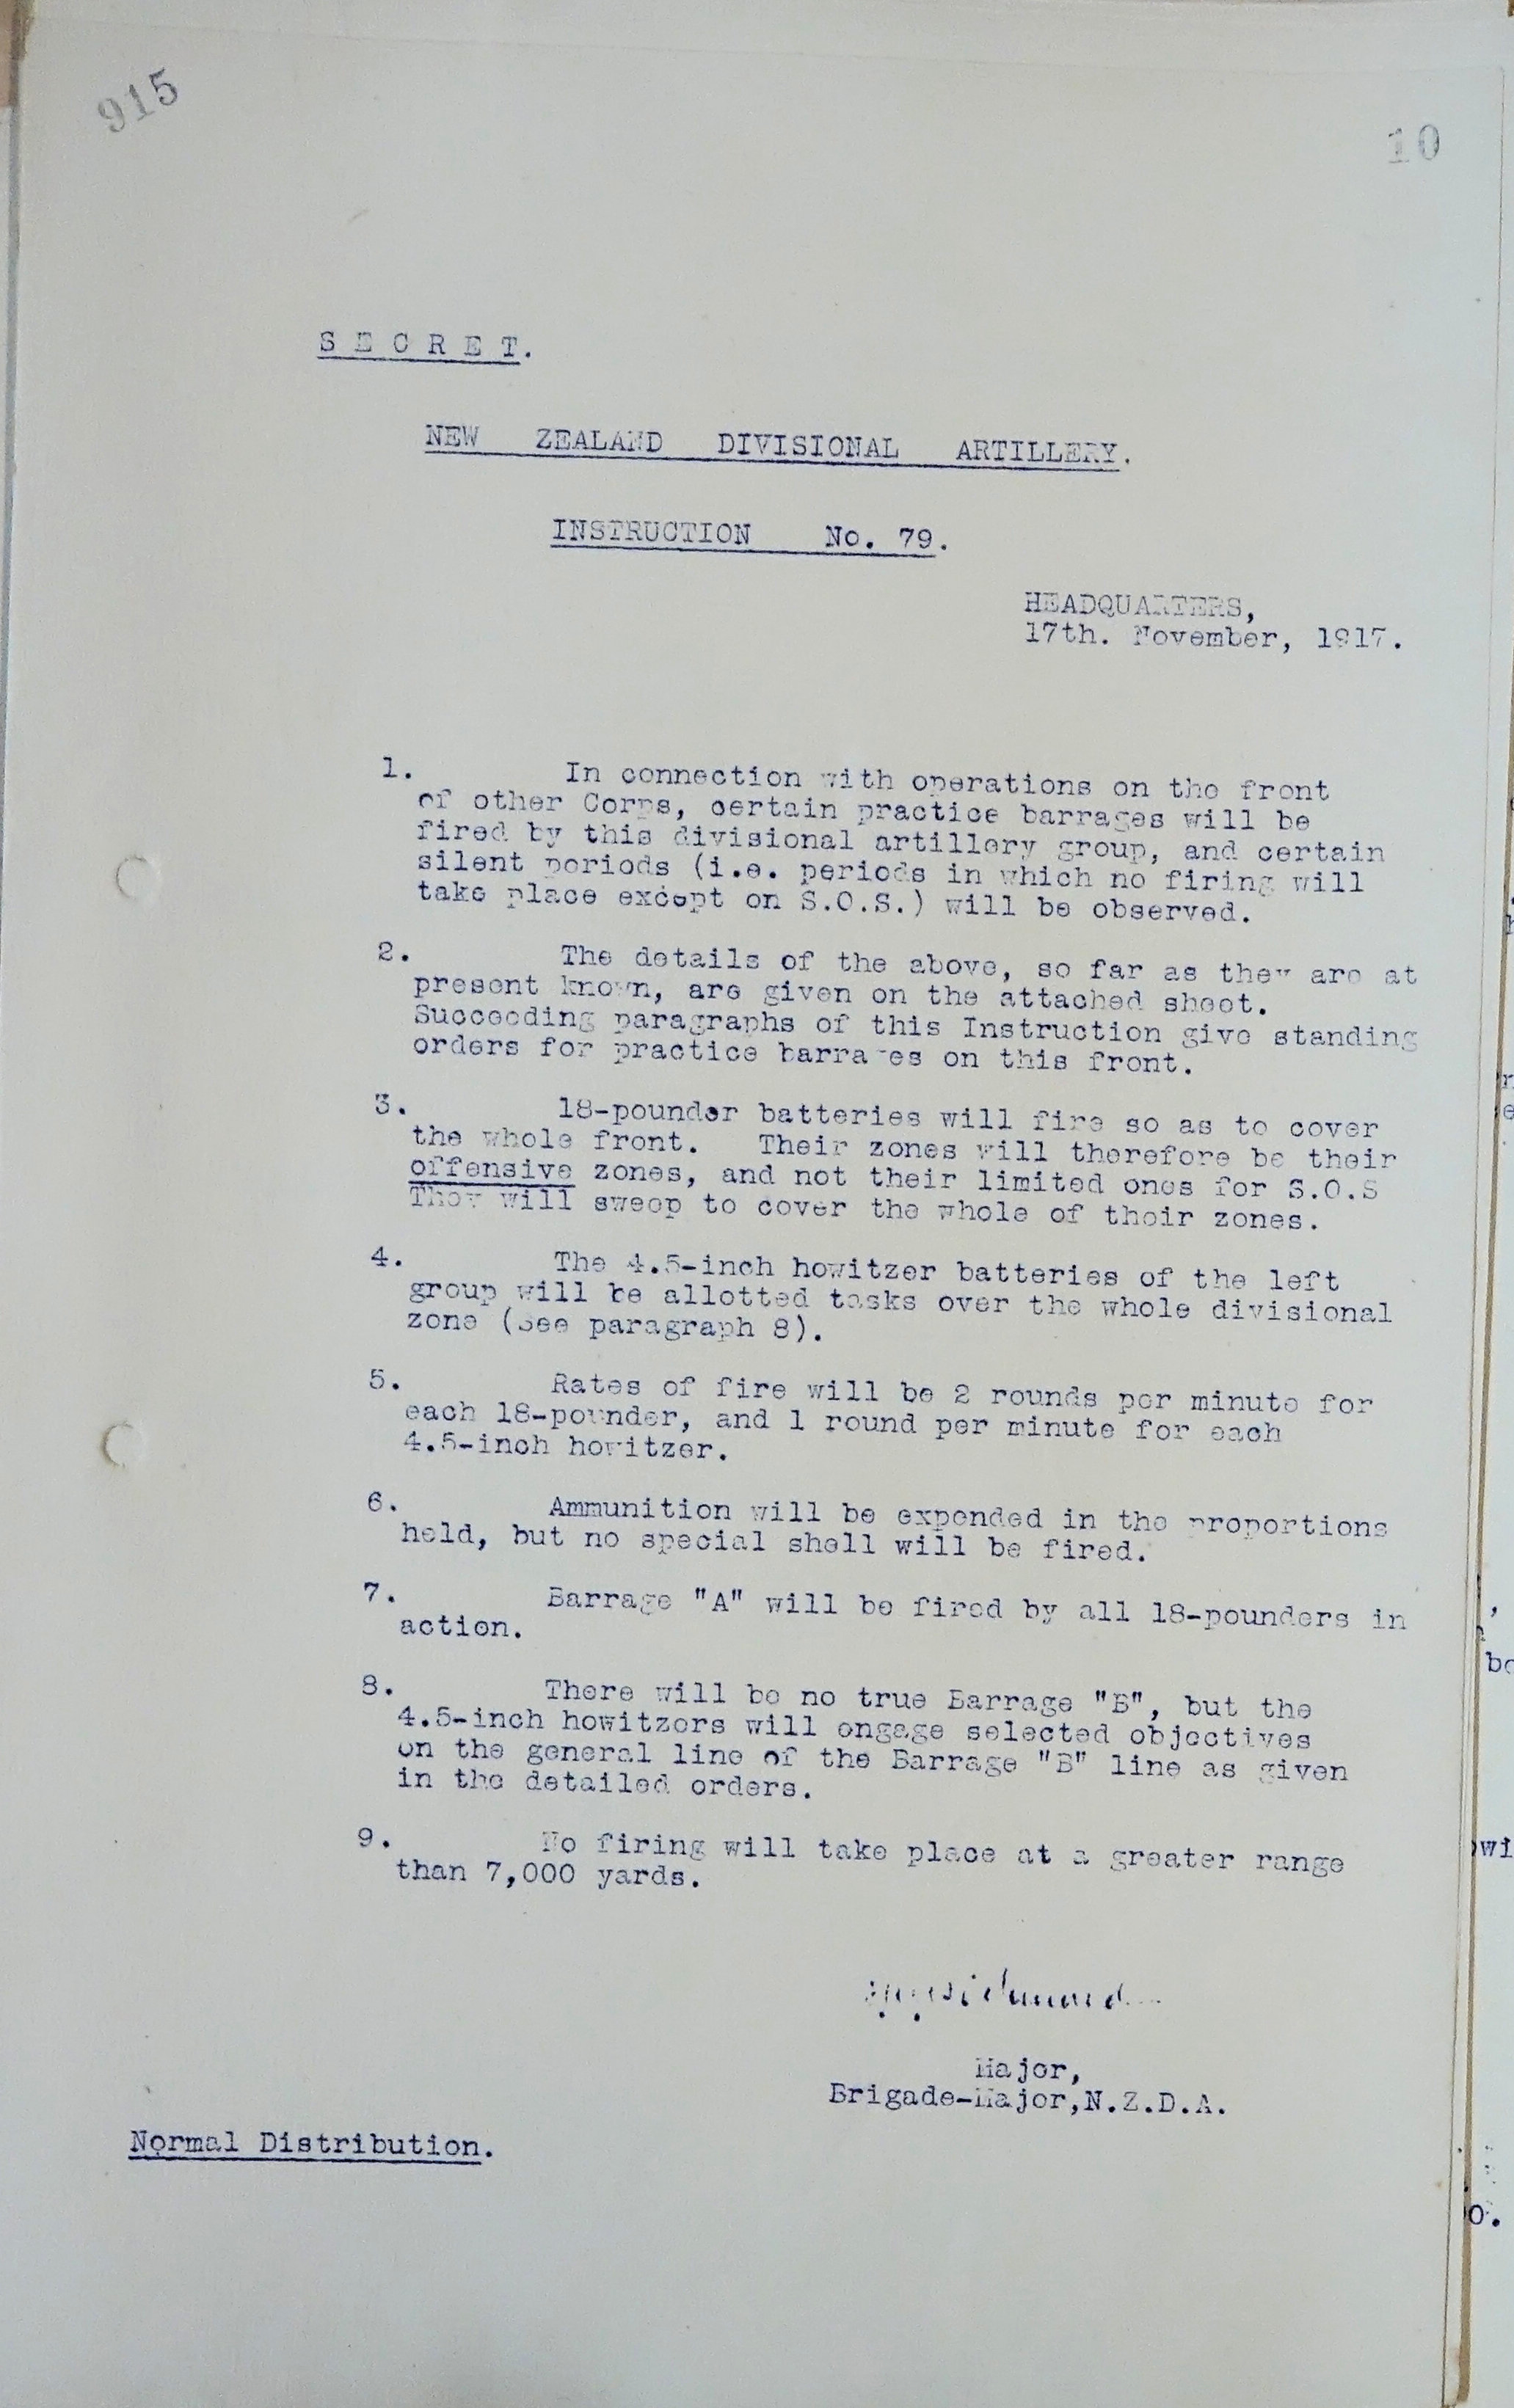 915
10
S E C R E T.
NEW ZEALAND DIVISIONAL ARTILLERY.
INSTRUCTION No. 79.
HEADQUARTERS,
17th. November, 1917.
1. In connection with operations on the front
of other Corps, certain practice barrages will be
fired by this divisional artillery group, and certain
silent periods (i.e. periods in which no firing will
take place except on S.O.S.) will be observed.
2. The details of the above, so far as they are at
present known, are given on the attached sheet.
Succeeding paragraphs of this Instruction give standing
orders for practice barrages on this front.
3. 18-pounder batteries will fire so as to cover
the whole front. Their zones will therefore be their
offensive zones, and not their limited ones for S.O.S
They will sweep to cover the whole of their zones.
4. The 4.5-inch howitzer batteries of the left
group will be allotted tasks over the whole divisional
zone (See paragraph 8).
5. Rates of fire will be 2 rounds per minute for
each 18-pounder, and 1 round per minute for each
4.5-inch howitzer.
6. Ammunition will be expended in the proportions
held, but no special shell will be fired.
7. Barrage "A" will be fired by all 18-pounders in
action.
8. There will be no true Barrage "B", but the
4.5-inch howitzers will engage selected objectives
on the general line of the Barrage "B" line as given
in the detailed orders.
9. No firing will take place at a greater range
than 7,000 yards.
Major,
Brigade-Major,N.Z.D.A.
Normal Distribution.